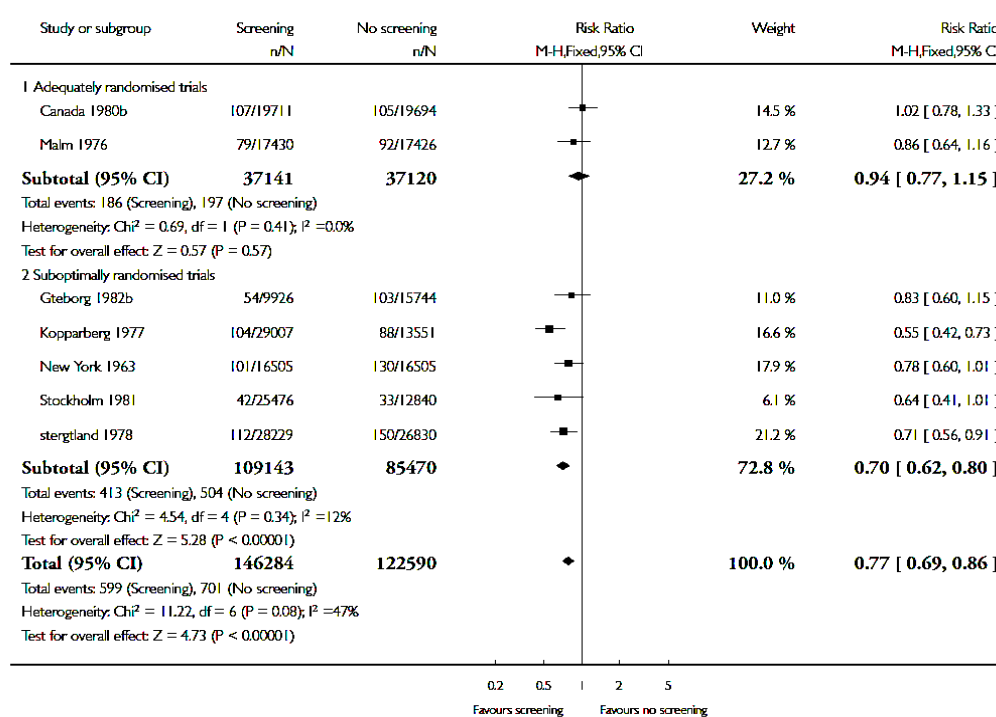 Study or subgroup Screening No screening Risk Ratio Weight Risk Ratio
n/N n/N M-H,Fixed,95% CI M-H,Fixed,95% CI
1 Adequately randomised trials
Canada 1980b 107/19711 105/19694 14.5 % 1.02 [ 0.78, 1.33 ]
Malm 1976 79/17430 92/17426 12.7 % 0.86 [ 0.64, 1.16 ]
Subtotal (95% CI) 37141 37120 27.2 % 0.94 [ 0.77, 1.15 ]
Total events: 186 (Screening), 197 (No screening)
Heterogeneity: Chi² = 0.69, df = 1 (P = 0.41); I² =0.0%
Test for overall effect: Z = 0.57 (P = 0.57)
2 Suboptimally randomised trials
Gteborg 1982b 54/9926 103/15744 11.0 % 0.83 [ 0.60, 1.15 ]
Kopparberg 1977 104/29007 88/13551 16.6 % 0.55 [ 0.42, 0.73 ]
New York 1963 101/16505 130/16505 17.9 % 0.78 [ 0.60, 1.01 ]
Stockholm 1981 42/25476 33/12840 6.1 % 0.64 [ 0.41, 1.01 ]
stergtland 1978 112/28229 150/26830 21.2 % 0.71 [ 0.56, 0.91 ]
Subtotal (95% CI) 109143 85470 72.8 % 0.70 [ 0.62, 0.80 ]
Total events: 413 (Screening), 504 (No screening)
Heterogeneity: Chi² = 4.54, df = 4 (P = 0.34); I² =12%
Test for overall effect: Z = 5.28 (P < 0.00001)
Total (95% CI) 146284 122590 100.0 % 0.77 [ 0.69, 0.86 ]
Total events: 599 (Screening), 701 (No screening)
Heterogeneity: Chi² = 11.22, df = 6 (P = 0.08); I² =47%
Test for overall effect: Z = 4.73 (P < 0.00001)
0.2 0.5 1 2 5
Favours screening Favours no screening